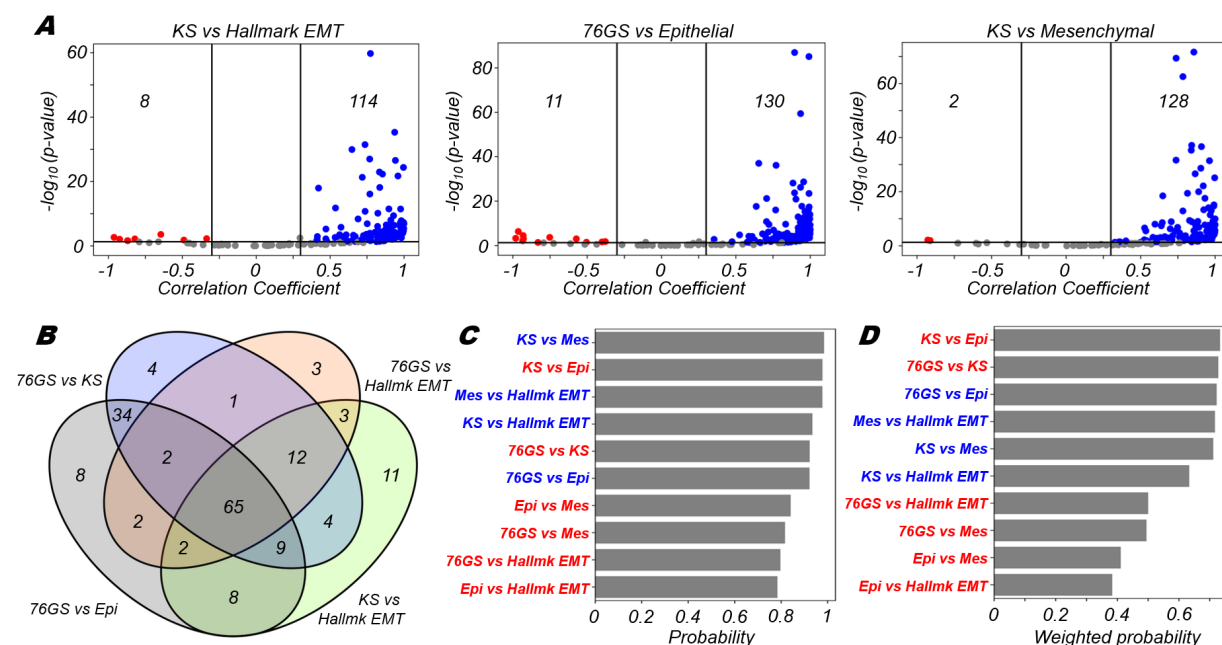 A
KS vs Hallmark EMT
76GS vs Epithelial
KS vs Mesenchymal
-log10 (p-value)
60
40
20
0
8
114
-1
-0.5
0
0.5
1
Correlation Coefficient
-log10 (p-value)
80
60
40
20
0
11
130
-1
-0.5
0
0.5
1
Correlation Coefficient
-log10 (p-value)
60
40
20
0
2
128
-1
-0.5
0
0.5
1
Correlation Coefficient
B
76GS vs KS
76GS vs
Hallmk EMT
4
3
34
1
3
8
2
12
11
65
2
4
2
9
8
76GS vs Epi
KS vs
Hallmk EMT
C
KS vs Mes
KS vs Epi
Mes vs Hallmk EMT
KS vs Hallmk EMT
76GS vs KS
76GS vs Epi
Epi vs Mes
76GS vs Mes
76GS vs Hallmk EMT
Epi vs Hallmk EMT
0
0.2
0.4
0.6
0.8
1
Probability
D
KS vs Epi
76GS vs KS
76GS vs Epi
Mes vs Hallmk EMT
KS vs Mes
KS vs Hallmk EMT
76GS vs Hallmk EMT
76GS vs Mes
Epi vs Mes
Epi vs Hallmk EMT
0
0.2
0.4
0.6
Weighted probability